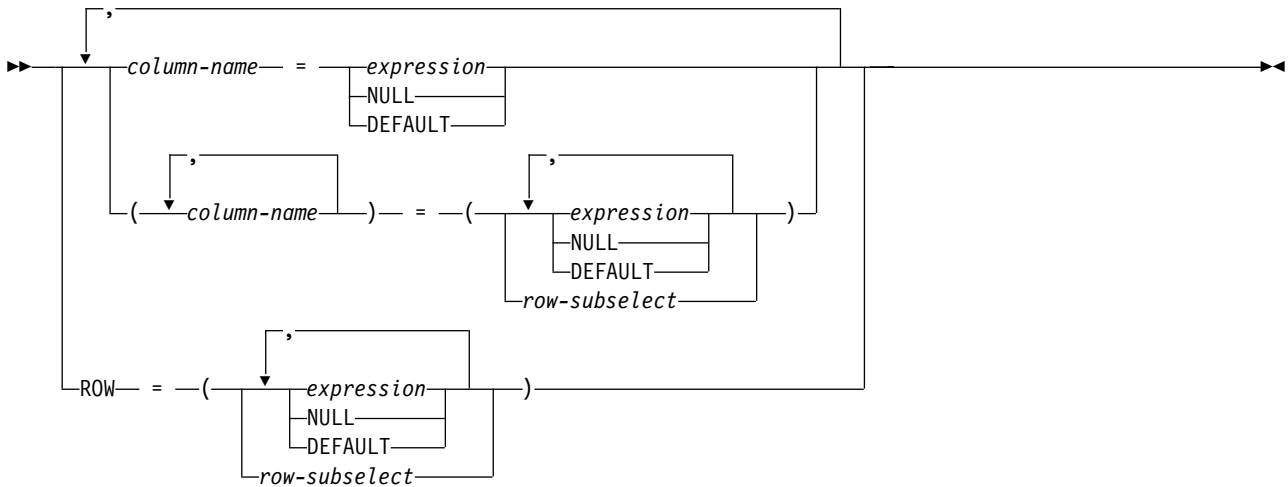 ,
column-name = expression
NULL
DEFAULT
, ,
( column-name ) = ( expression )
NULL
DEFAULT
row-subselect
,
ROW = ( expression )
NULL
DEFAULT
row-subselect